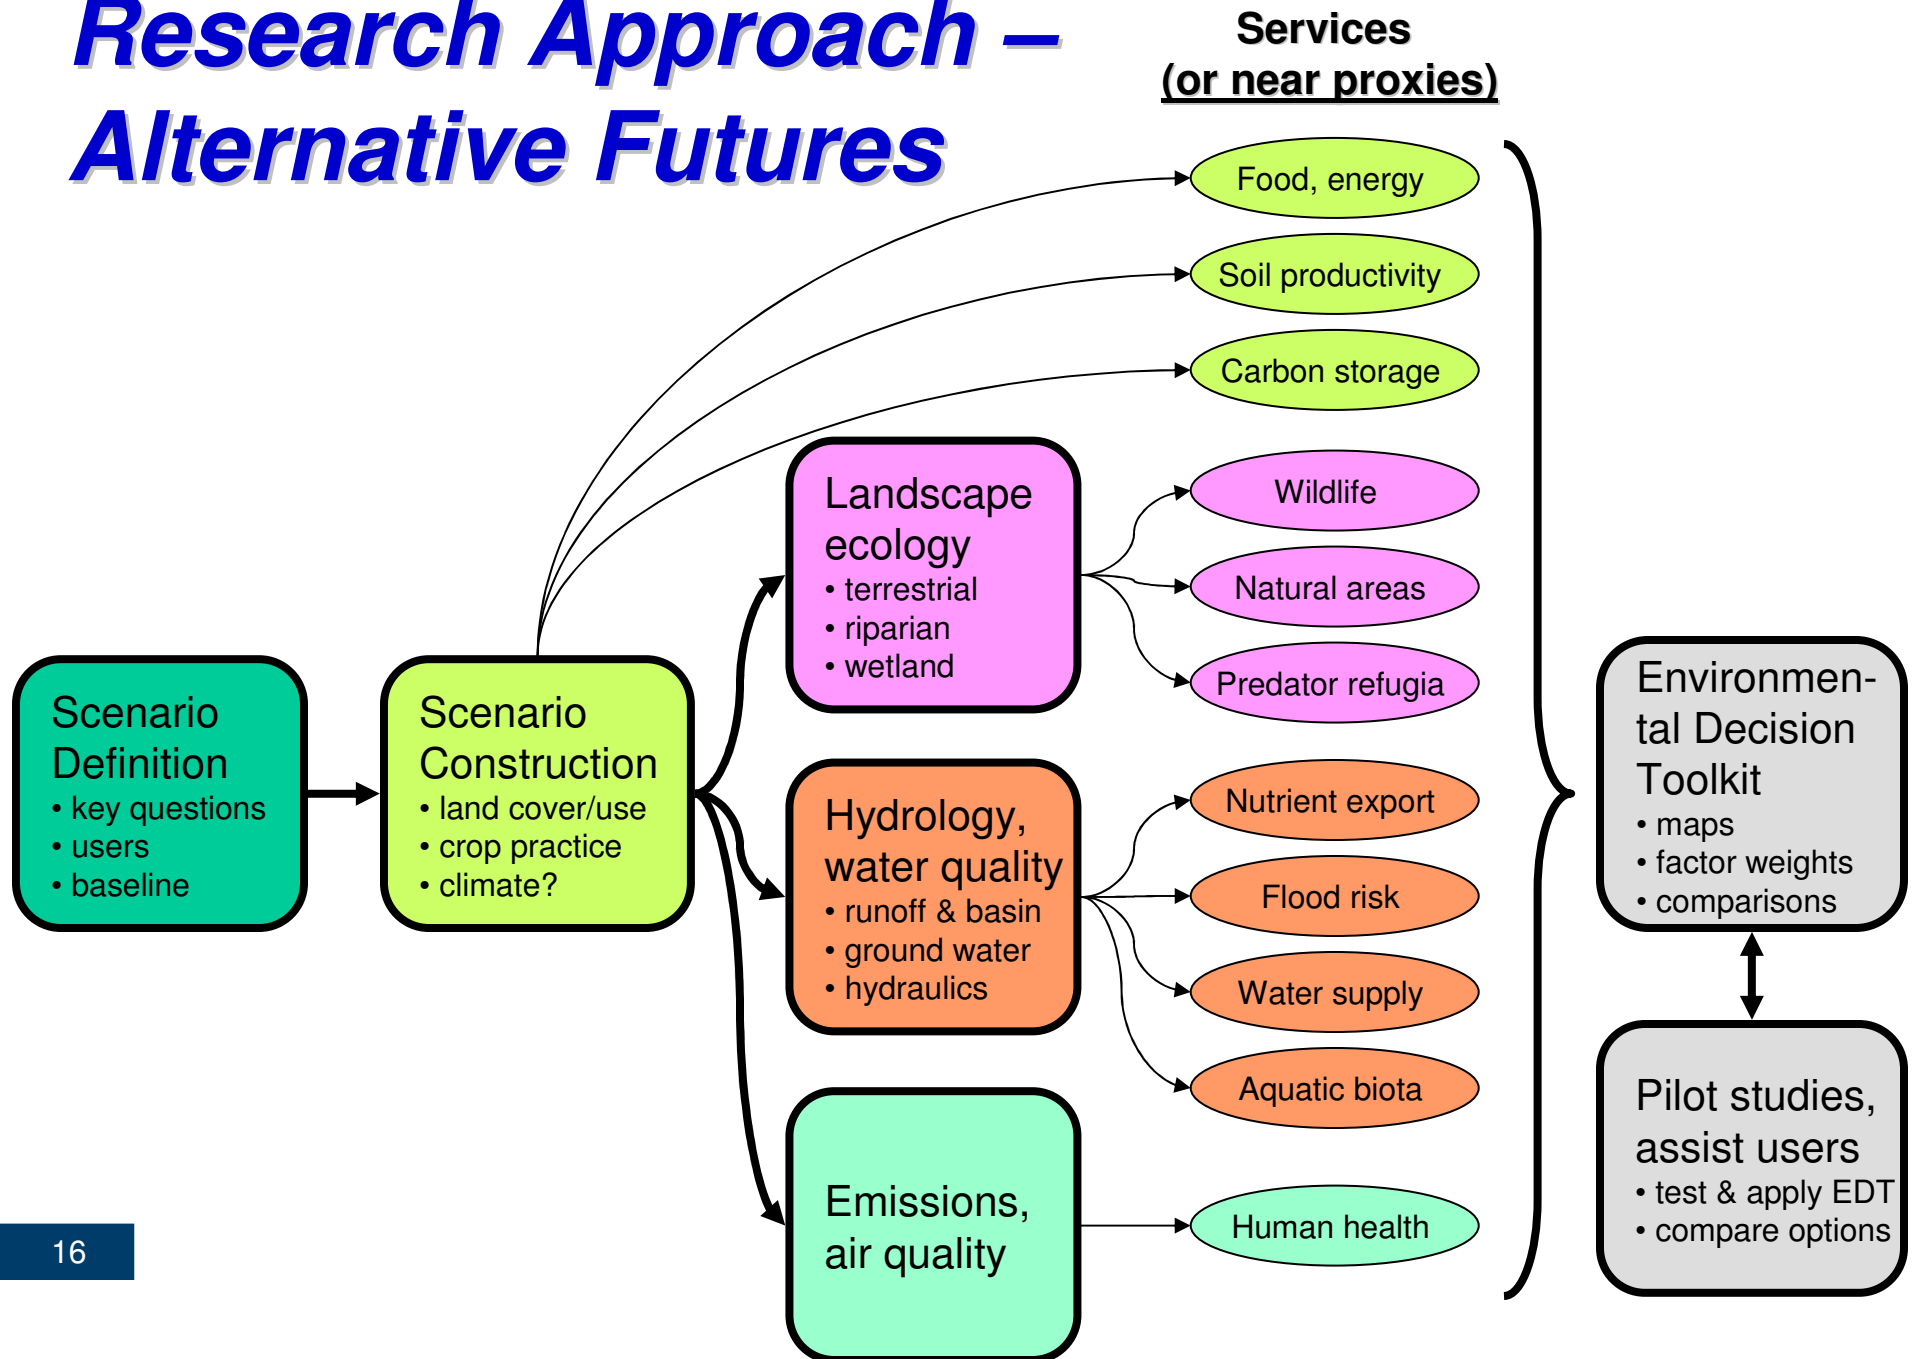 Research Approach –
Alternative Futures
Services
(or near proxies)
Food, energy
Soil productivity
Carbon storage
Landscape
ecology
• terrestrial
• riparian
• wetland
Wildlife
Natural areas
Predator refugia
Scenario
Definition
• key questions
• users
• baseline
Scenario
Construction
• land cover/use
• crop practice
• climate?
Hydrology,
water quality
• runoff & basin
• ground water
• hydraulics
Nutrient export
Flood risk
Water supply
Aquatic biota
Emissions,
air quality
Human health
Environmen-
tal Decision
Toolkit
• maps
• factor weights
• comparisons
Pilot studies,
assist users
• test & apply EDT
• compare options
16